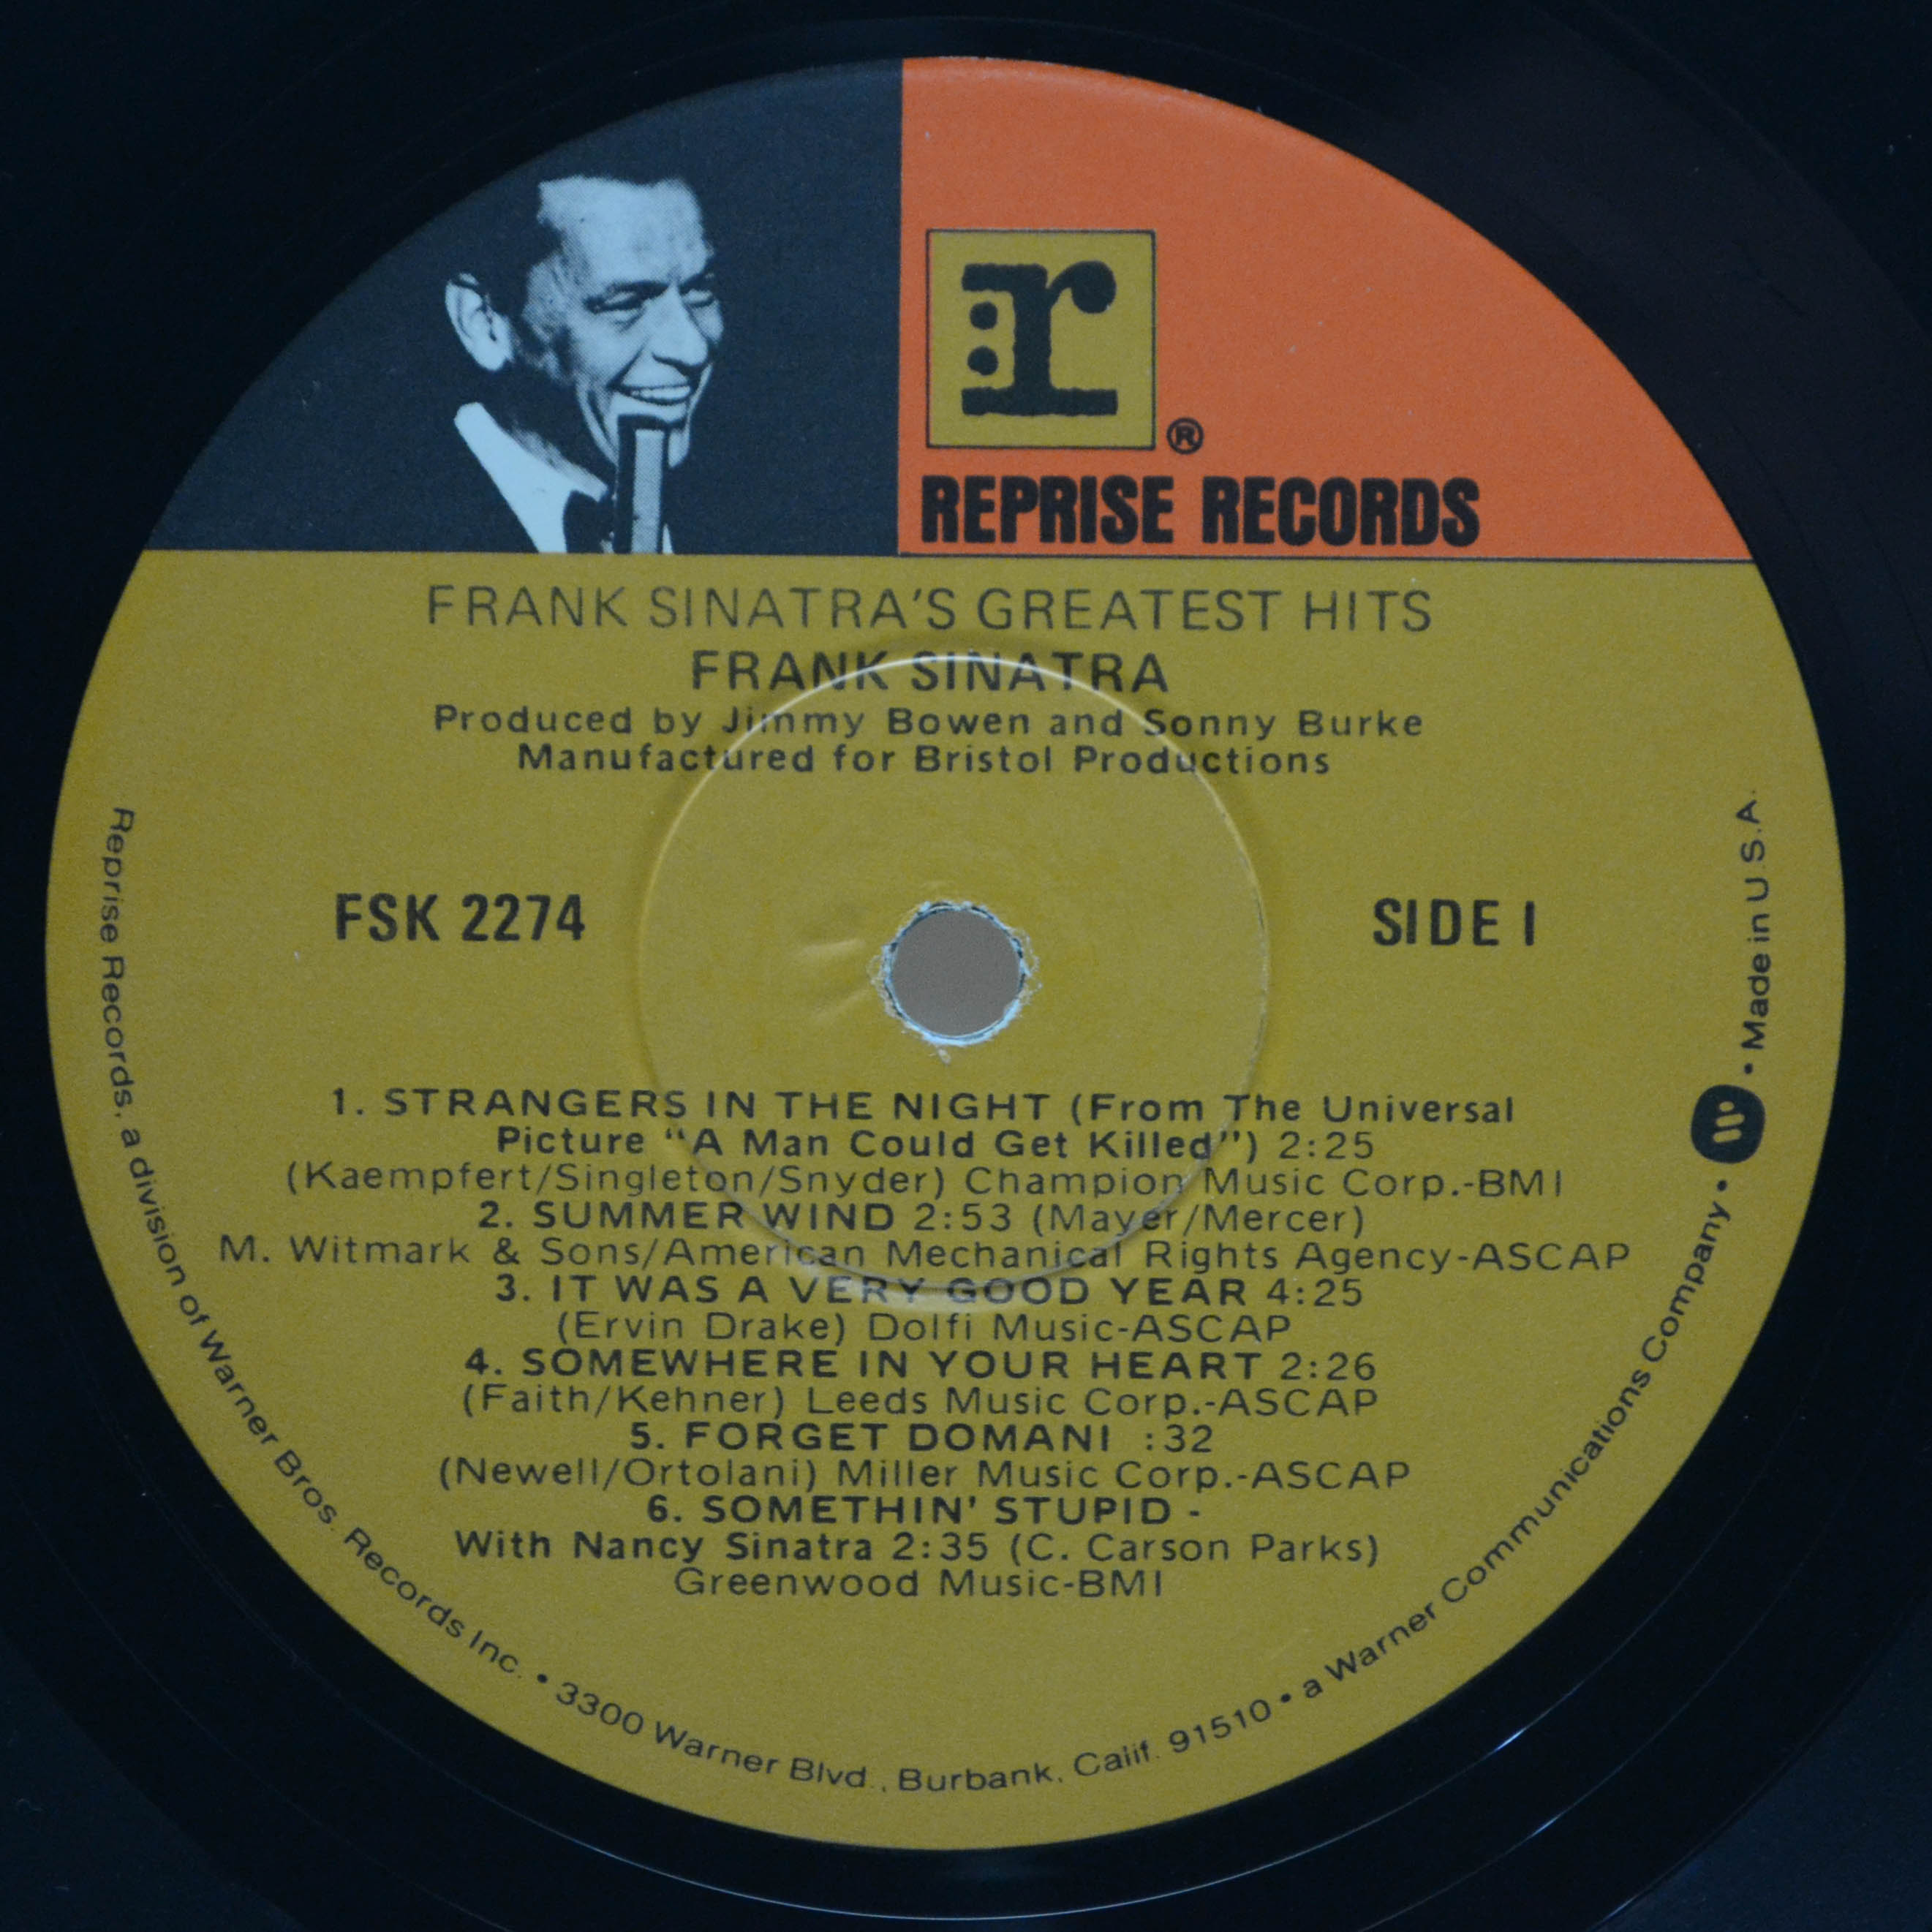 r
®
REPRISE RECORDS
FRANK SINATRA'S GREATEST HITS
FRANK SINATRA
Produced by Jimmy Bowen and Sonny Burke
Manufactured for Bristol Productions
FSK 2274
SIDE I
1. STRANGERS IN THE NIGHT (From The Universal
Picture "A Man Could Get Killed") 2:25
(Kaempfert/Singleton/Snyder) Champion Music Corp.-BMI
2. SUMMER WIND 2:53 (Mayer/Mercer)
M. Witmark & Sons/American Mechanical Rights Agency-ASCAP
3. IT WAS A VERY GOOD YEAR 4:25
(Ervin Drake) Dolfi Music-ASCAP
4. SOMEWHERE IN YOUR HEART 2:26
(Faith/Kehner) Leeds Music Corp.-ASCAP
5. FORGET DOMANI :32
(Newell/Ortolani) Miller Music Corp.-ASCAP
6. SOMETHIN' STUPID -
With Nancy Sinatra 2:35 (C. Carson Parks)
Greenwood Music-BMI
Reprise Records, a division of Warner Bros. Records Inc. • 3300 Warner Blvd., Burbank, Calif. 91510 • a Warner Communications Company • W • Made in U.S.A.